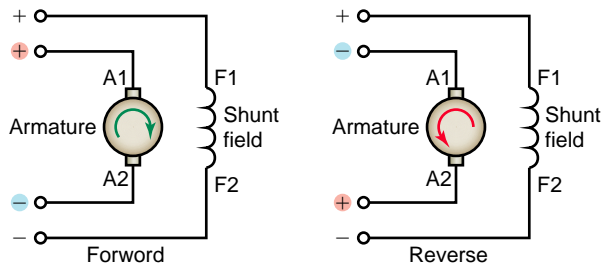 +
+
A1
F1
Armature
Shunt
field
A2
F2
−
−
Forword
+
−
A1
F1
Armature
Shunt
field
A2
F2
+
−
Reverse